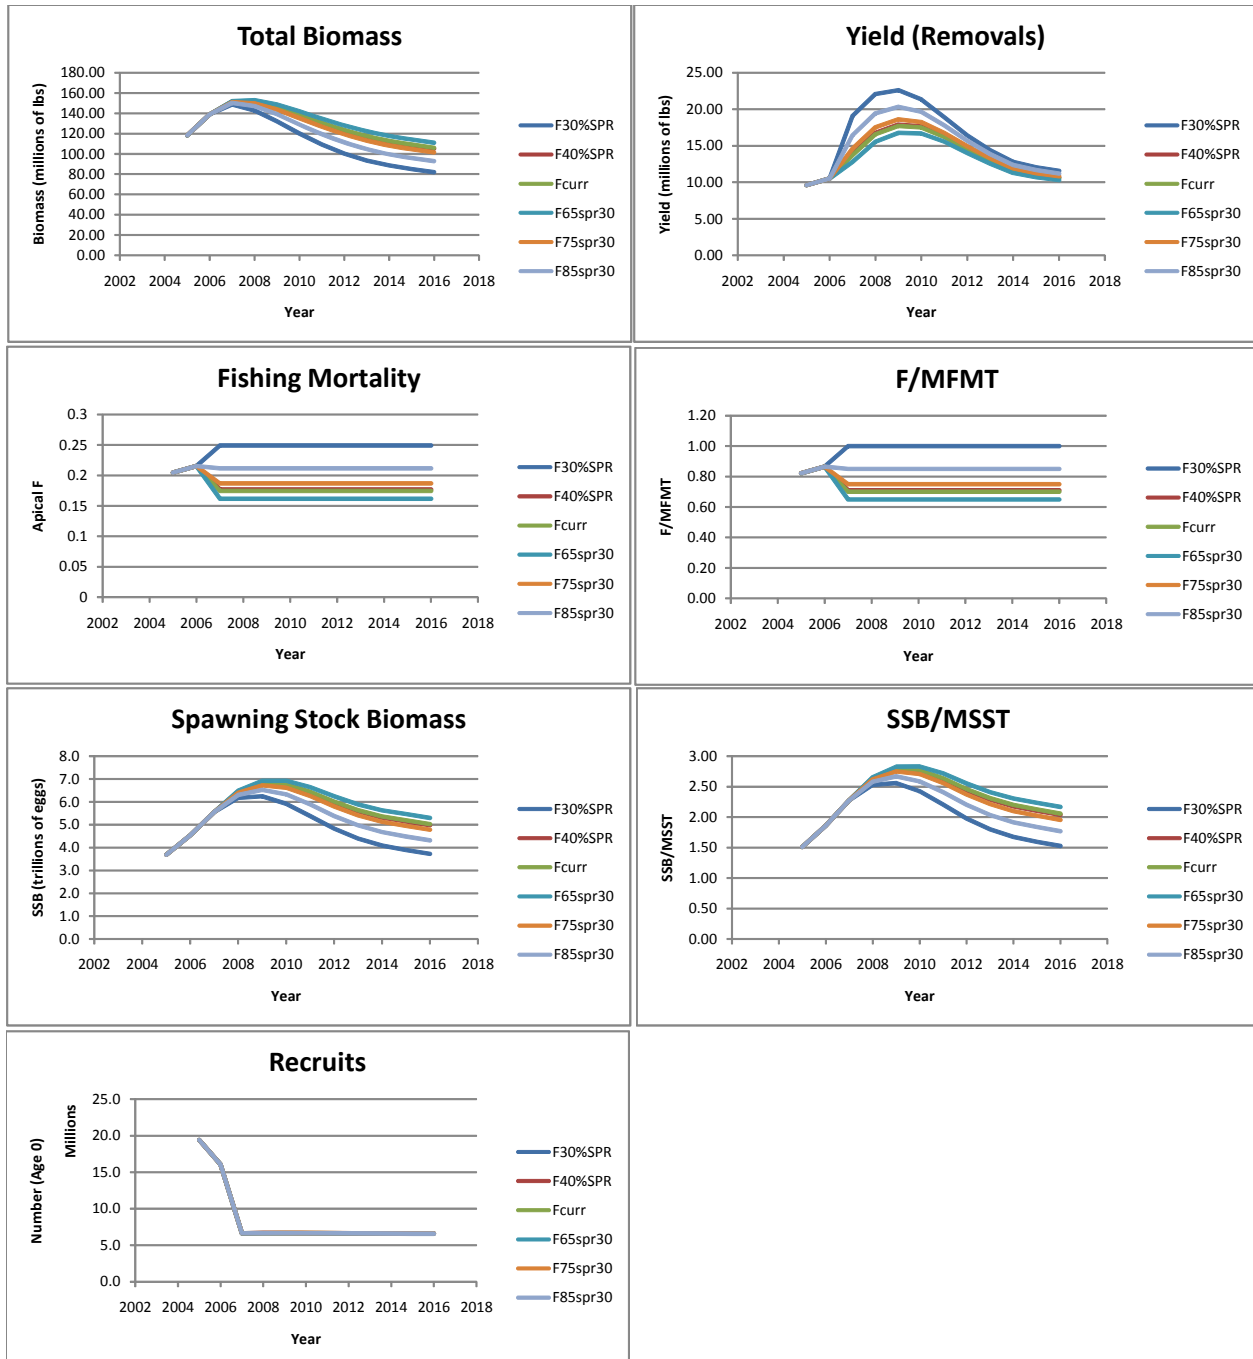 Total Biomass
Biomass (millions of lbs)
180.00
160.00
140.00
120.00
100.00
80.00
60.00
40.00
20.00
0.00
2002 2004 2006 2008 2010 2012 2014 2016 2018
Year
F30%SPR
F40%SPR
Fcurr
F65spr30
F75spr30
F85spr30
Yield (Removals)
Yield (millions of lbs)
25.00
20.00
15.00
10.00
5.00
0.00
2002 2004 2006 2008 2010 2012 2014 2016 2018
Year
F30%SPR
F40%SPR
Fcurr
F65spr30
F75spr30
F85spr30
Fishing Mortality
Apical F
0.3
0.25
0.2
0.15
0.1
0.05
0
2002 2004 2006 2008 2010 2012 2014 2016 2018
Year
F30%SPR
F40%SPR
Fcurr
F65spr30
F75spr30
F85spr30
F/MFMT
F/MFMT
1.20
1.00
0.80
0.60
0.40
0.20
0.00
2002 2004 2006 2008 2010 2012 2014 2016 2018
Year
F30%SPR
F40%SPR
Fcurr
F65spr30
F75spr30
F85spr30
Spawning Stock Biomass
SSB (trillions of eggs)
8.0
7.0
6.0
5.0
4.0
3.0
2.0
1.0
0.0
2002 2004 2006 2008 2010 2012 2014 2016 2018
Year
F30%SPR
F40%SPR
Fcurr
F65spr30
F75spr30
F85spr30
SSB/MSST
SSB/MSST
3.00
2.50
2.00
1.50
1.00
0.50
0.00
2002 2004 2006 2008 2010 2012 2014 2016 2018
Year
F30%SPR
F40%SPR
Fcurr
F65spr30
F75spr30
F85spr30
Recruits
Number (Age 0)
Millions
25.0
20.0
15.0
10.0
5.0
0.0
2002 2004 2006 2008 2010 2012 2014 2016 2018
Year
F30%SPR
F40%SPR
Fcurr
F65spr30
F75spr30
F85spr30